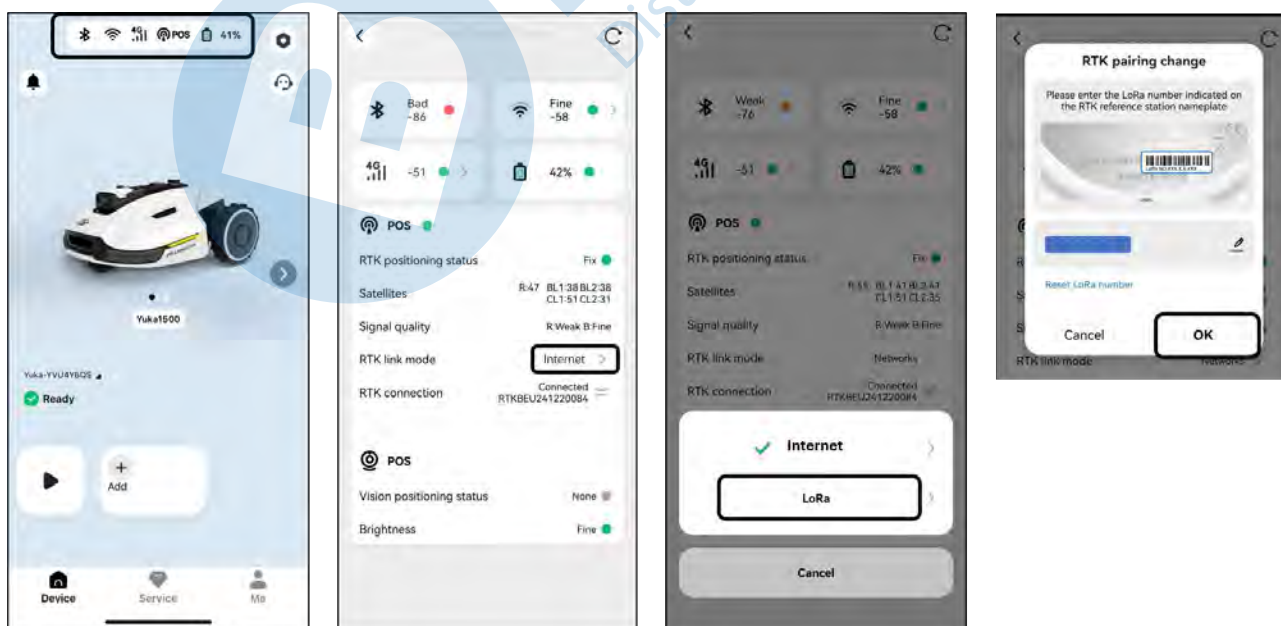 4G POS 41%
Yuka1500
Ready
Add
Device
Service
Me
Bad
-86
Fine
-58
4G
-51
42%
POS
RTK positioning status Fix
Satellites R:47 BL1:38 BL2:38
CL1:51 CL2:31
Signal quality R:Weak B:Fine
RTK link mode Internet
RTK connection Connected
RTKBEU241220084
POS
Vision positioning status None
Brightness Fine
Weak
-76
Fine
-58
4G
-51
42%
POS
RTK positioning status Fix
Satellites
Signal quality R:Weak B:Fine
RTK link mode Networks
RTK connection Connected
RTKBEU241220084
Internet
LoRa
Cancel
RTK pairing change
Please enter the LoRa number indicated on
the RTK reference station nameplate
Reset LoRa number
Cancel
OK
RTK link mode Networks